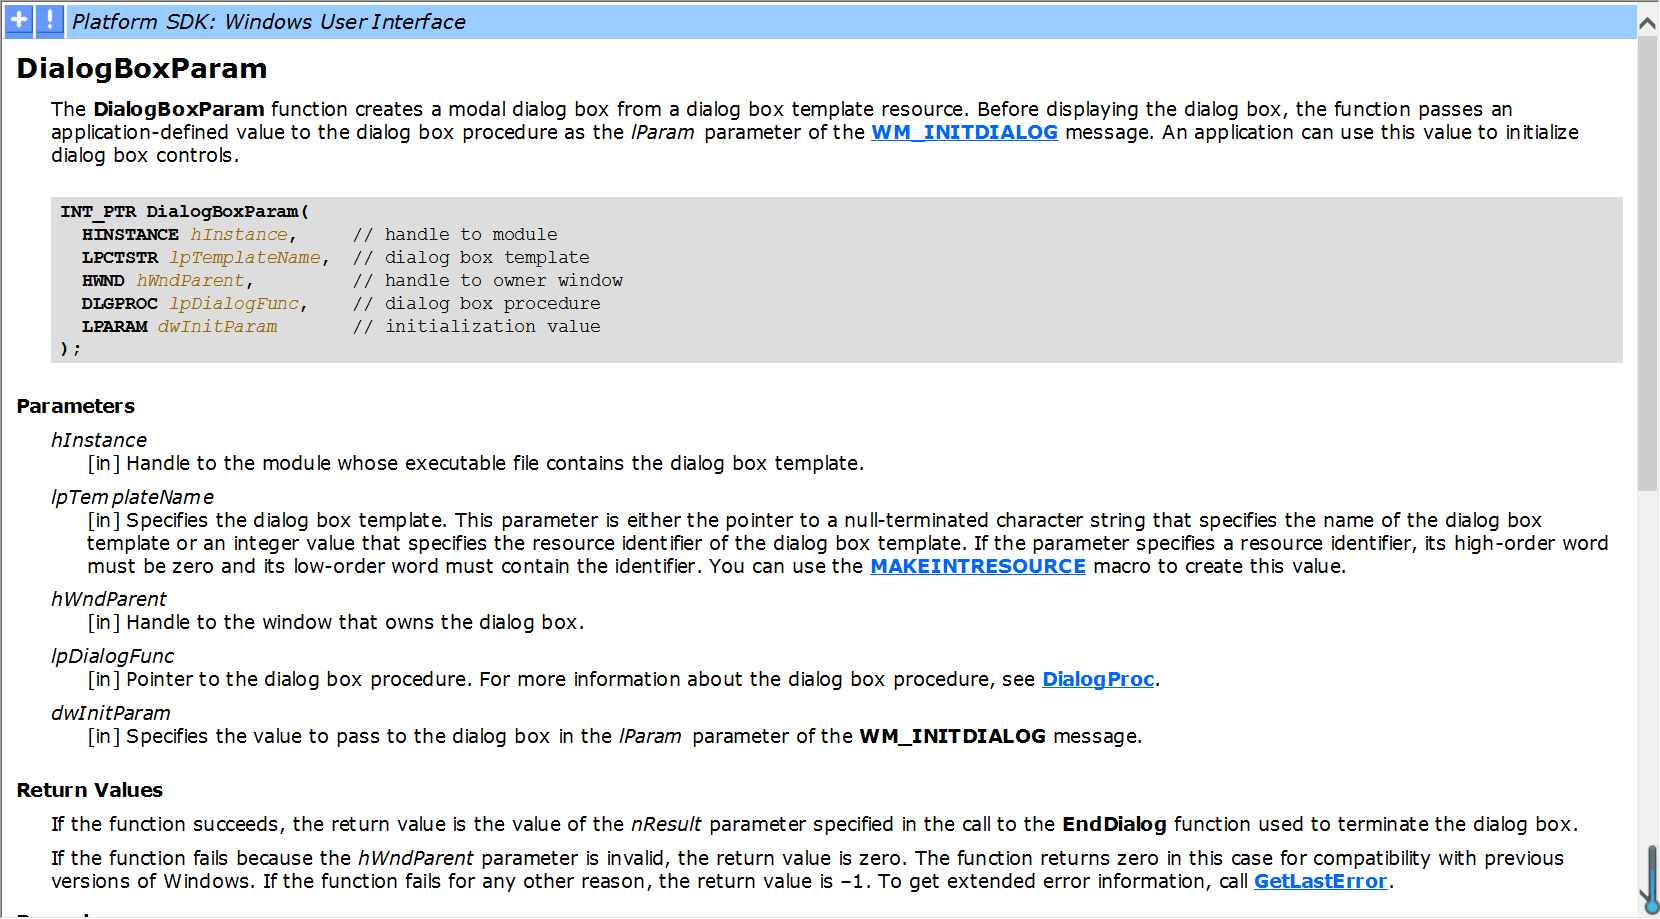 Platform SDK: Windows User Interface
DialogBoxParam
The DialogBoxParam function creates a modal dialog box from a dialog box template resource. Before displaying the dialog box, the function passes an
application-defined value to the dialog box procedure as the lParam parameter of the WM_INITDIALOG message. An application can use this value to initialize
dialog box controls.
INT_PTR DialogBoxParam(
  HINSTANCE hInstance,     // handle to module
  LPCTSTR lpTemplateName,  // dialog box template
  HWND hWndParent,         // handle to owner window
  DLGPROC lpDialogFunc,    // dialog box procedure
  LPARAM dwInitParam       // initialization value
);
Parameters
hInstance
[in] Handle to the module whose executable file contains the dialog box template.
lpTemplateName
[in] Specifies the dialog box template. This parameter is either the pointer to a null-terminated character string that specifies the name of the dialog box
template or an integer value that specifies the resource identifier of the dialog box template. If the parameter specifies a resource identifier, its high-order word
must be zero and its low-order word must contain the identifier. You can use the MAKEINTRESOURCE macro to create this value.
hWndParent
[in] Handle to the window that owns the dialog box.
lpDialogFunc
[in] Pointer to the dialog box procedure. For more information about the dialog box procedure, see DialogProc.
dwInitParam
[in] Specifies the value to pass to the dialog box in the lParam parameter of the WM_INITDIALOG message.
Return Values
If the function succeeds, the return value is the value of the nResult parameter specified in the call to the EndDialog function used to terminate the dialog box.
If the function fails because the hWndParent parameter is invalid, the return value is zero. The function returns zero in this case for compatibility with previous
versions of Windows. If the function fails for any other reason, the return value is –1. To get extended error information, call GetLastError.